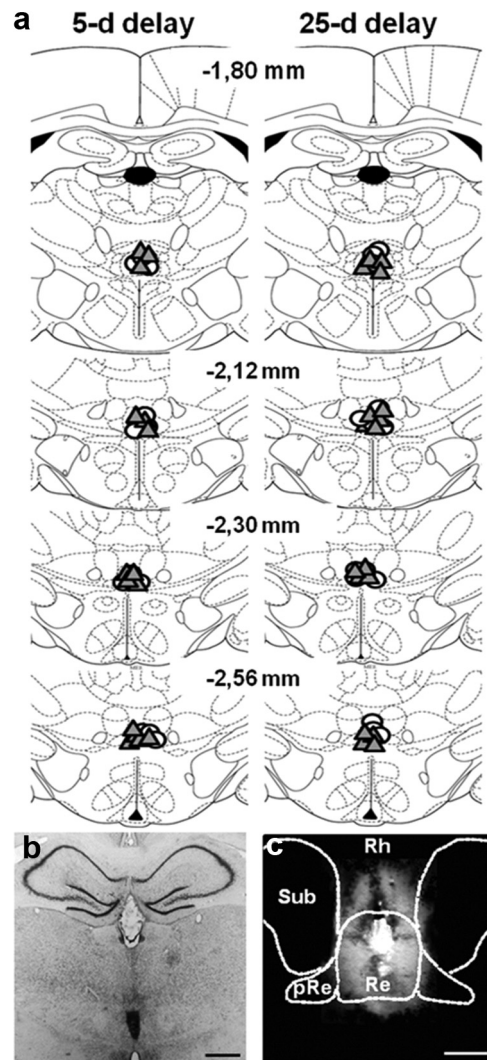 a
5-d delay 25-d delay
-1,80 mm
-2,12 mm
-2,30 mm
-2,56 mm
b
c
Rh
Sub
pRe Re